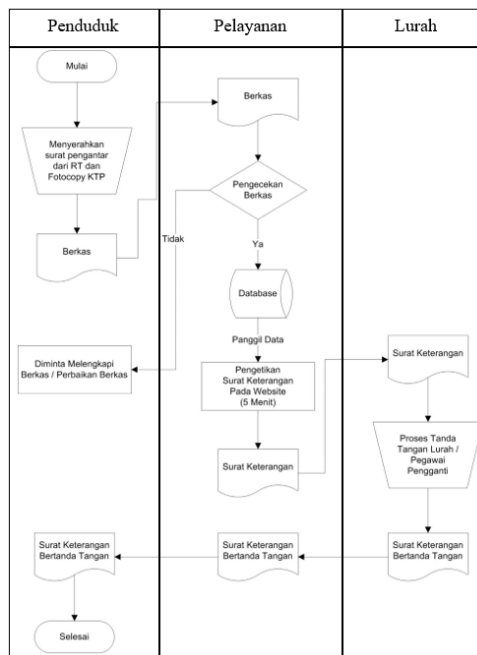 Penduduk
Pelayanan
Lurah
Mulai
Menyerahkan
surat pengantar
dari RT dan
Fotocopy KTP
Berkas
Berkas
Pengecekan
Berkas
Tidak
Ya
Database
Panggil Data
Diminta Melengkapi
Berkas / Perbaikan Berkas
Pengetikan
Surat Keterangan
Pada Website
(5 Menit)
Surat Keterangan
Surat Keterangan
Proses Tanda
Tangan Lurah /
Pegawai
Pengganti
Surat Keterangan
Bertanda Tangan
Surat Keterangan
Bertanda Tangan
Surat Keterangan
Bertanda Tangan
Selesai